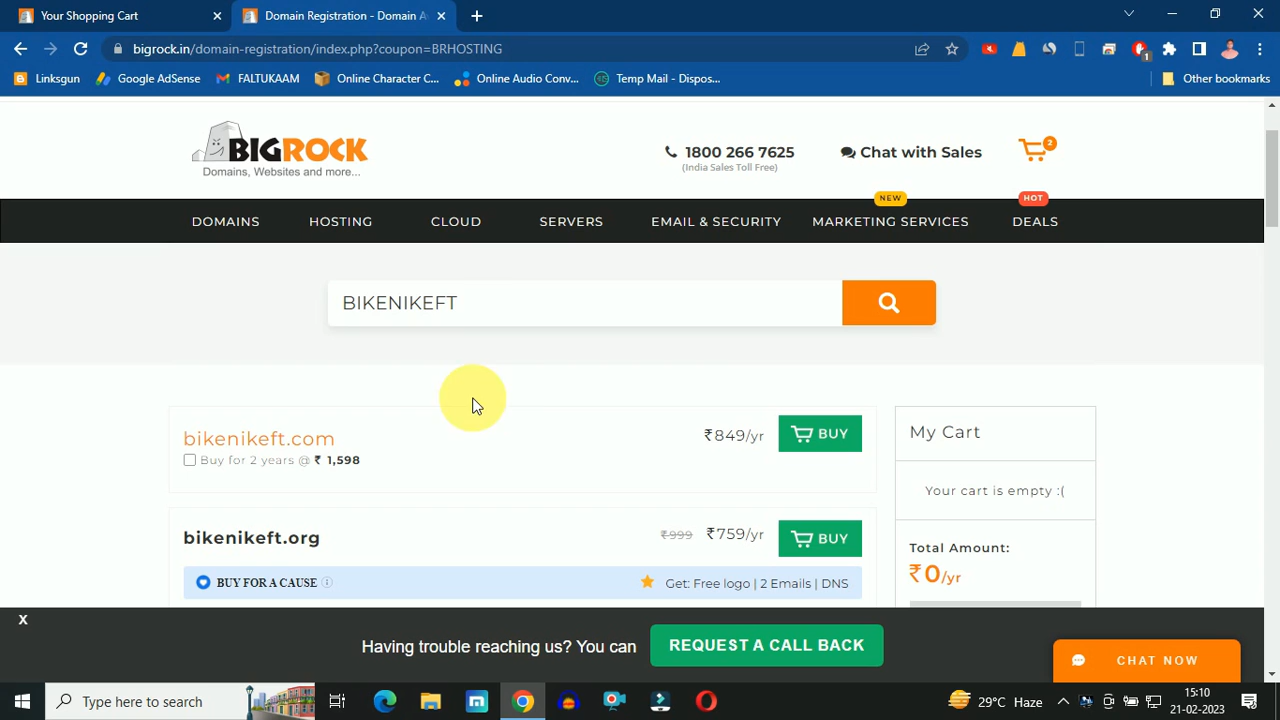 Your Shopping Cart
Domain Registration - Domain A
bigrock.in/domain-registration/index.php?coupon=BRHOSTING
1
Linksgun
Google AdSense
FALTUKAAM
Online Character C...
Online Audio Conv...
Temp Mail - Dispos...
Other bookmarks
BIGROCK
Domains, Websites and more...
1800 266 7625
(India Sales Toll Free)
Chat with Sales
2
NEW
HOT
DOMAINS
HOSTING
CLOUD
SERVERS
EMAIL & SECURITY
MARKETING SERVICES
DEALS
BIKENIKEFT
bikenikeft.com
₹849/yr
BUY
Buy for 2 years @ ₹ 1,598
My Cart
Your cart is empty :(
bikenikeft.org
₹999 ₹759/yr
BUY
BUY FOR A CAUSE
Get: Free logo | 2 Emails | DNS
Total Amount:
₹0/yr
X
Having trouble reaching us? You can
REQUEST A CALL BACK
CHAT NOW
Type here to search
29°C Haze
15:10
21-02-2023